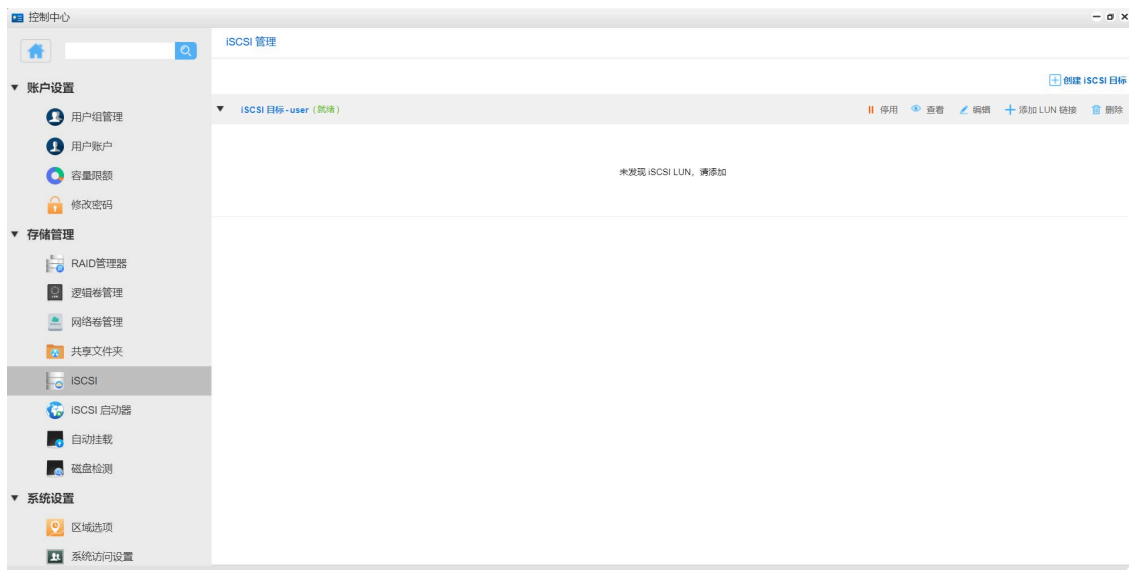 控制中心
iSCSI 管理
创建 iSCSI 目标
账户设置
用户组管理
用户账户
容量限额
修改密码
存储管理
RAID管理器
逻辑卷管理
网络卷管理
共享文件夹
iSCSI
iSCSI 启动器
自动挂载
磁盘检测
系统设置
区域选项
系统访问设置
iSCSI 目标-user (就绪) 停用 查看 编辑 添加 LUN 链接 删除
未发现 iSCSI LUN，请添加